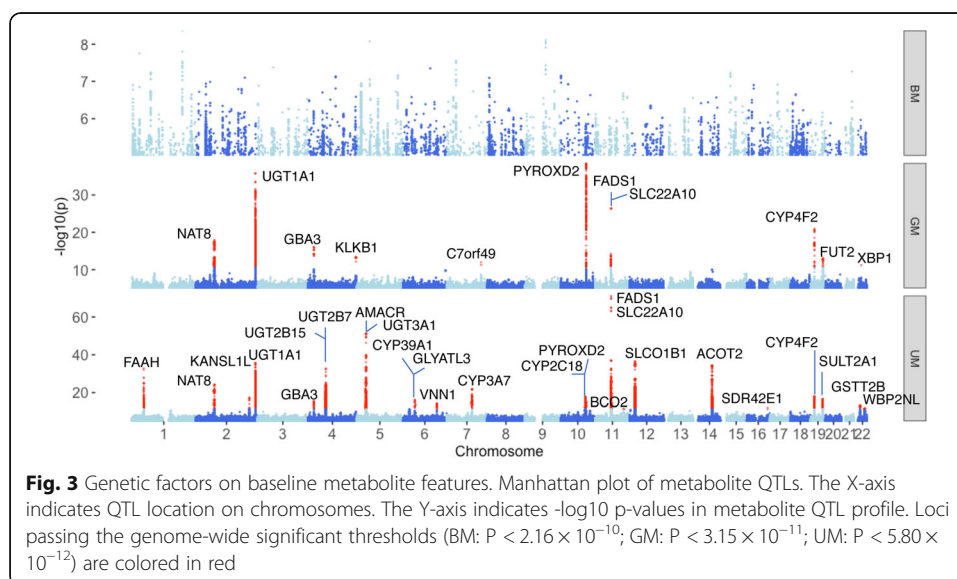 8
6
BM
-log10(p)
30
20
10
PYROXD2
FADS1
UGT1A1
SLC22A10
CYP4F2
NAT8
GBA3
KLKB1
C7orf49
FUT2
XBP1
GM
60
40
20
FADS1
SLC22A10
UGT2B7
AMACR
UGT3A1
UGT2B15
CYP39A1
GLYATL3
PYROXD2
CYP2C18
SLCO1B1
ACOT2
CYP4F2
SULT2A1
FAAH
KANSL1L
UGT1A1
NAT8
GBA3
VNN1
CYP3A7
BCO2
SDR42E1
GSTT2B
WBP2NL
UM
1 2 3 4 5 6 7 8 9 10 11 12 13 14 15 16 17 18 19 20 21 22
Chromosome
Fig. 3 Genetic factors on baseline metabolite features. Manhattan plot of metabolite QTLs. The X-axis
indicates QTL location on chromosomes. The Y-axis indicates -log10 p-values in metabolite QTL profile. Loci
passing the genome-wide significant thresholds (BM: P < 2.16 × 10⁻¹⁰; GM: P < 3.15 × 10⁻¹¹; UM: P < 5.80 ×
10⁻¹²) are colored in red